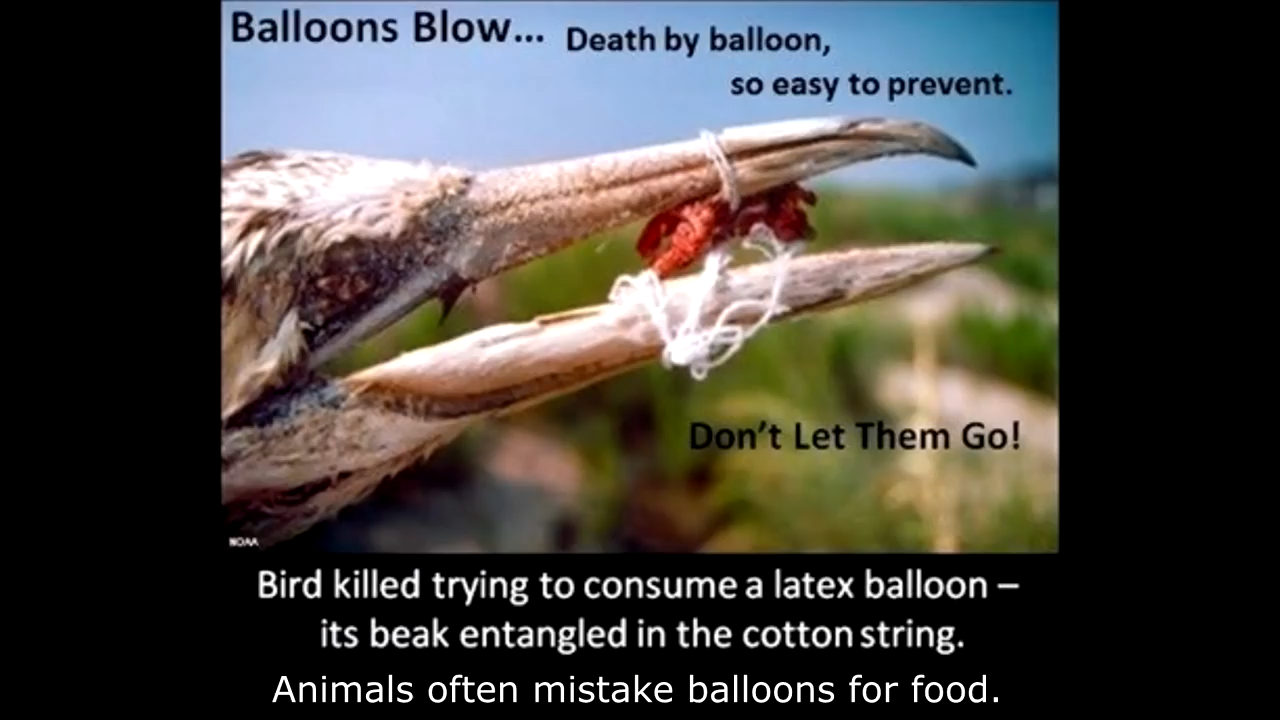 Balloons Blow...
Death by balloon,
so easy to prevent.
Don't Let Them Go!
NOAA
Bird killed trying to consume a latex balloon –
its beak entangled in the cotton string.
Animals often mistake balloons for food.